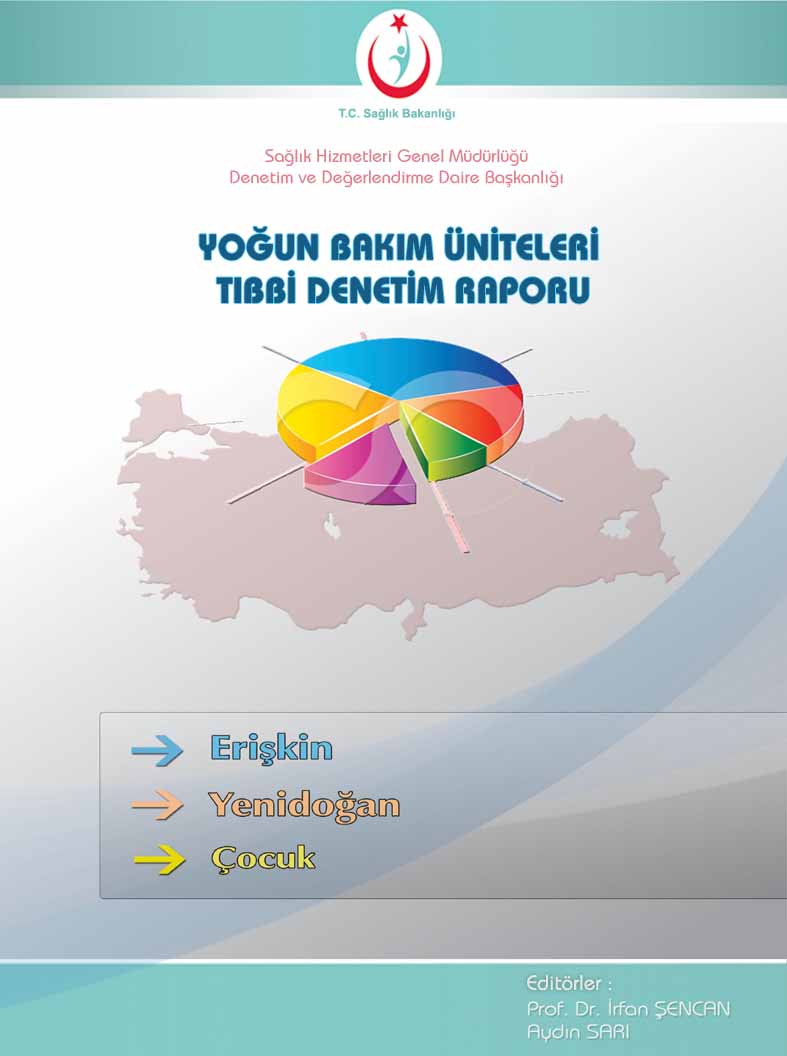 T.C. Sağlık Bakanlığı
Sağlık Hizmetleri Genel Müdürlüğü
Denetim ve Değerlendirme Daire Başkanlığı
YOĞUN BAKIM ÜNİTELERİ
TIBBİ DENETİM RAPORU
Erişkin
Yenidoğan
Çocuk
Editörler :
Prof. Dr. İrfan ŞENCAN
Aydın SARI